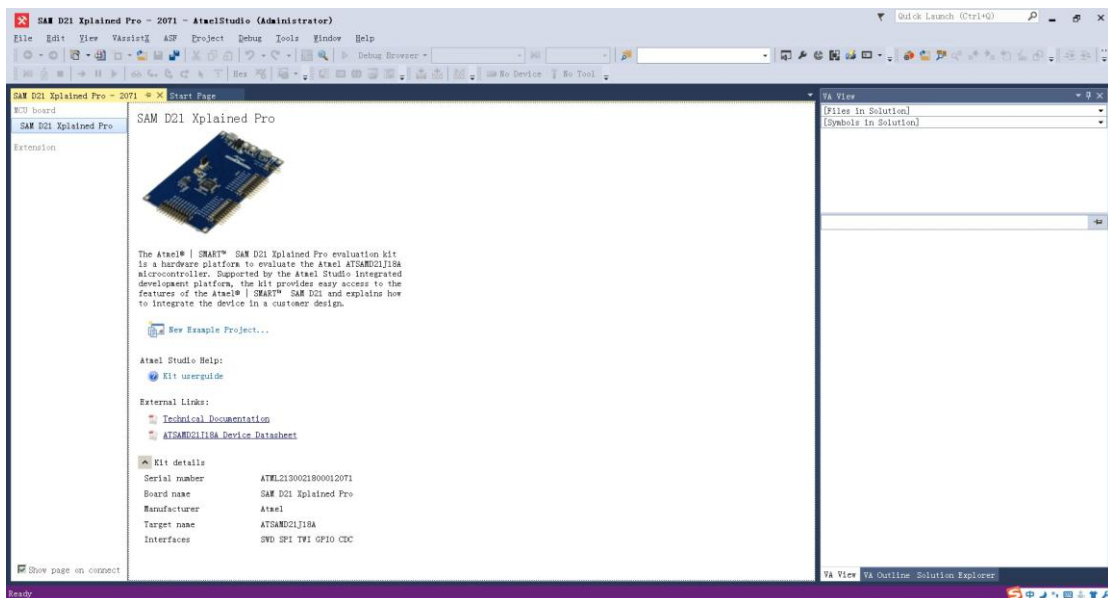 SAM D21 Xplained Pro - 2071 - AtmelStudio (Administrator)
Quick Launch (Ctrl+Q)
File Edit View VAssistX ASF Project Debug Tools Window Help
Debug Browser
Hex
No Device No Tool
SAM D21 Xplained Pro - 2071 Start Page
MCU board
SAM D21 Xplained Pro
Extension
SAM D21 Xplained Pro
The Atmel® | SMART™ SAM D21 Xplained Pro evaluation kit
is a hardware platform to evaluate the Atmel ATSAMD21J18A
microcontroller. Supported by the Atmel Studio integrated
development platform, the kit provides easy access to the
features of the Atmel® | SMART™ SAM D21 and explains how
to integrate the device in a customer design.
New Example Project...
Atmel Studio Help:
Kit userguide
External Links:
Technical Documentation
ATSAMD21J18A Device Datasheet
Kit details
Serial number ATML2130021800012071
Board name SAM D21 Xplained Pro
Manufacturer Atmel
Target name ATSAMD21J18A
Interfaces SWD SPI TWI GPIO CDC
Show page on connect
VA View
[Files in Solution]
[Symbols in Solution]
VA View VA Outline Solution Explorer
Ready
中